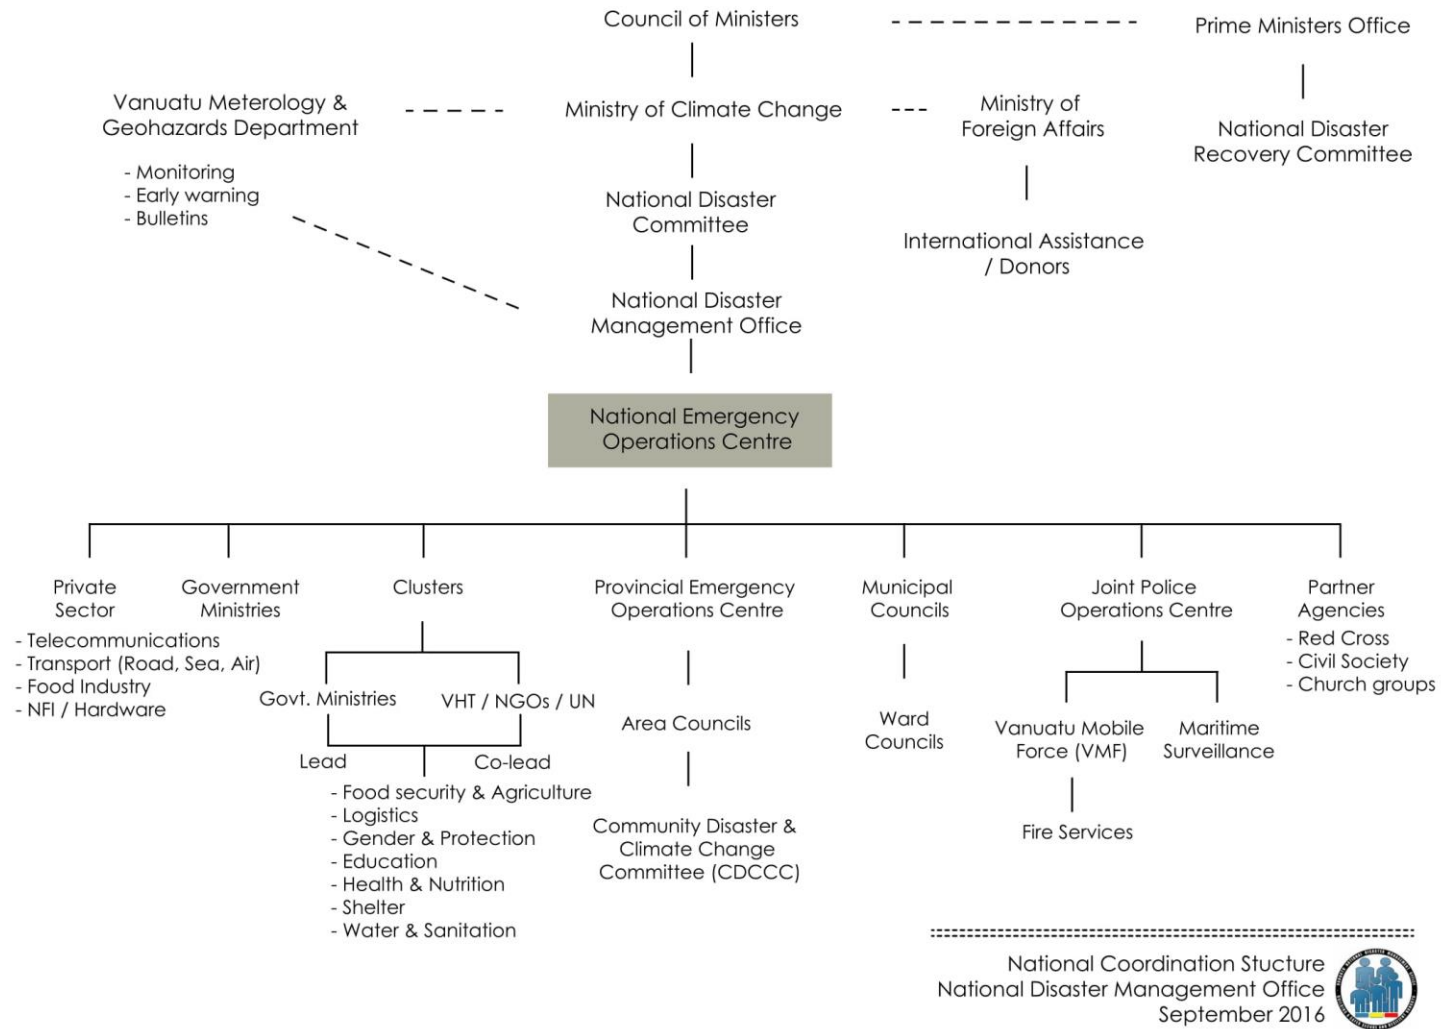 Council of Ministers
Prime Ministers Office
Vanuatu Meterology &
Geohazards Department
- Monitoring
- Early warning
- Bulletins
Ministry of Climate Change
Ministry of
Foreign Affairs
National Disaster
Recovery Committee
National Disaster
Committee
International Assistance
/ Donors
National Disaster
Management Office
National Emergency
Operations Centre
Private
Sector
- Telecommunications
- Transport (Road, Sea, Air)
- Food Industry
- NFI / Hardware
Government
Ministries
Clusters
Govt. Ministries
VHT / NGOs / UN
Lead
Co-lead
- Food security & Agriculture
- Logistics
- Gender & Protection
- Education
- Health & Nutrition
- Shelter
- Water & Sanitation
Provincial Emergency
Operations Centre
Area Councils
Community Disaster &
Climate Change
Committee (CDCCC)
Municipal
Councils
Ward
Councils
Joint Police
Operations Centre
Vanuatu Mobile
Force (VMF)
Maritime
Surveillance
Fire Services
Partner
Agencies
- Red Cross
- Civil Society
- Church groups
National Coordination Stucture
National Disaster Management Office
September 2016